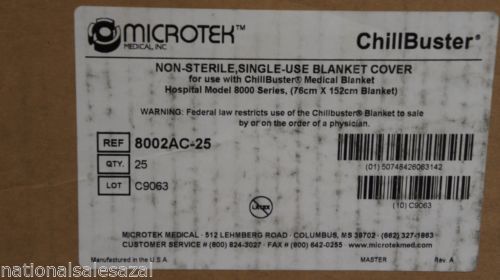 MICROTEK™
MEDICAL, INC
ChillBuster®
NON-STERILE,SINGLE-USE BLANKET COVER
for use with ChillBuster® Medical Blanket
Hospital Model 8000 Series, (76cm X 152cm Blanket)
WARNING: Federal law restricts use of the Chillbuster® Blanket to sale
by or on the order of a physician.
REF 8002AC-25
QTY. 25
LOT C9063
(01) 50748426063142
LATEX
(10) C9063
MICROTEK MEDICAL · 512 LEHMBERG ROAD · COLUMBUS, MS 39702 · (662) 327-1863
CUSTOMER SERVICE # (800) 824-3027 · FAX # (800) 642-0255 www.microtekmed.com
Manufactured in the U.S.A MASTER Rev. A
nationalsalesazal